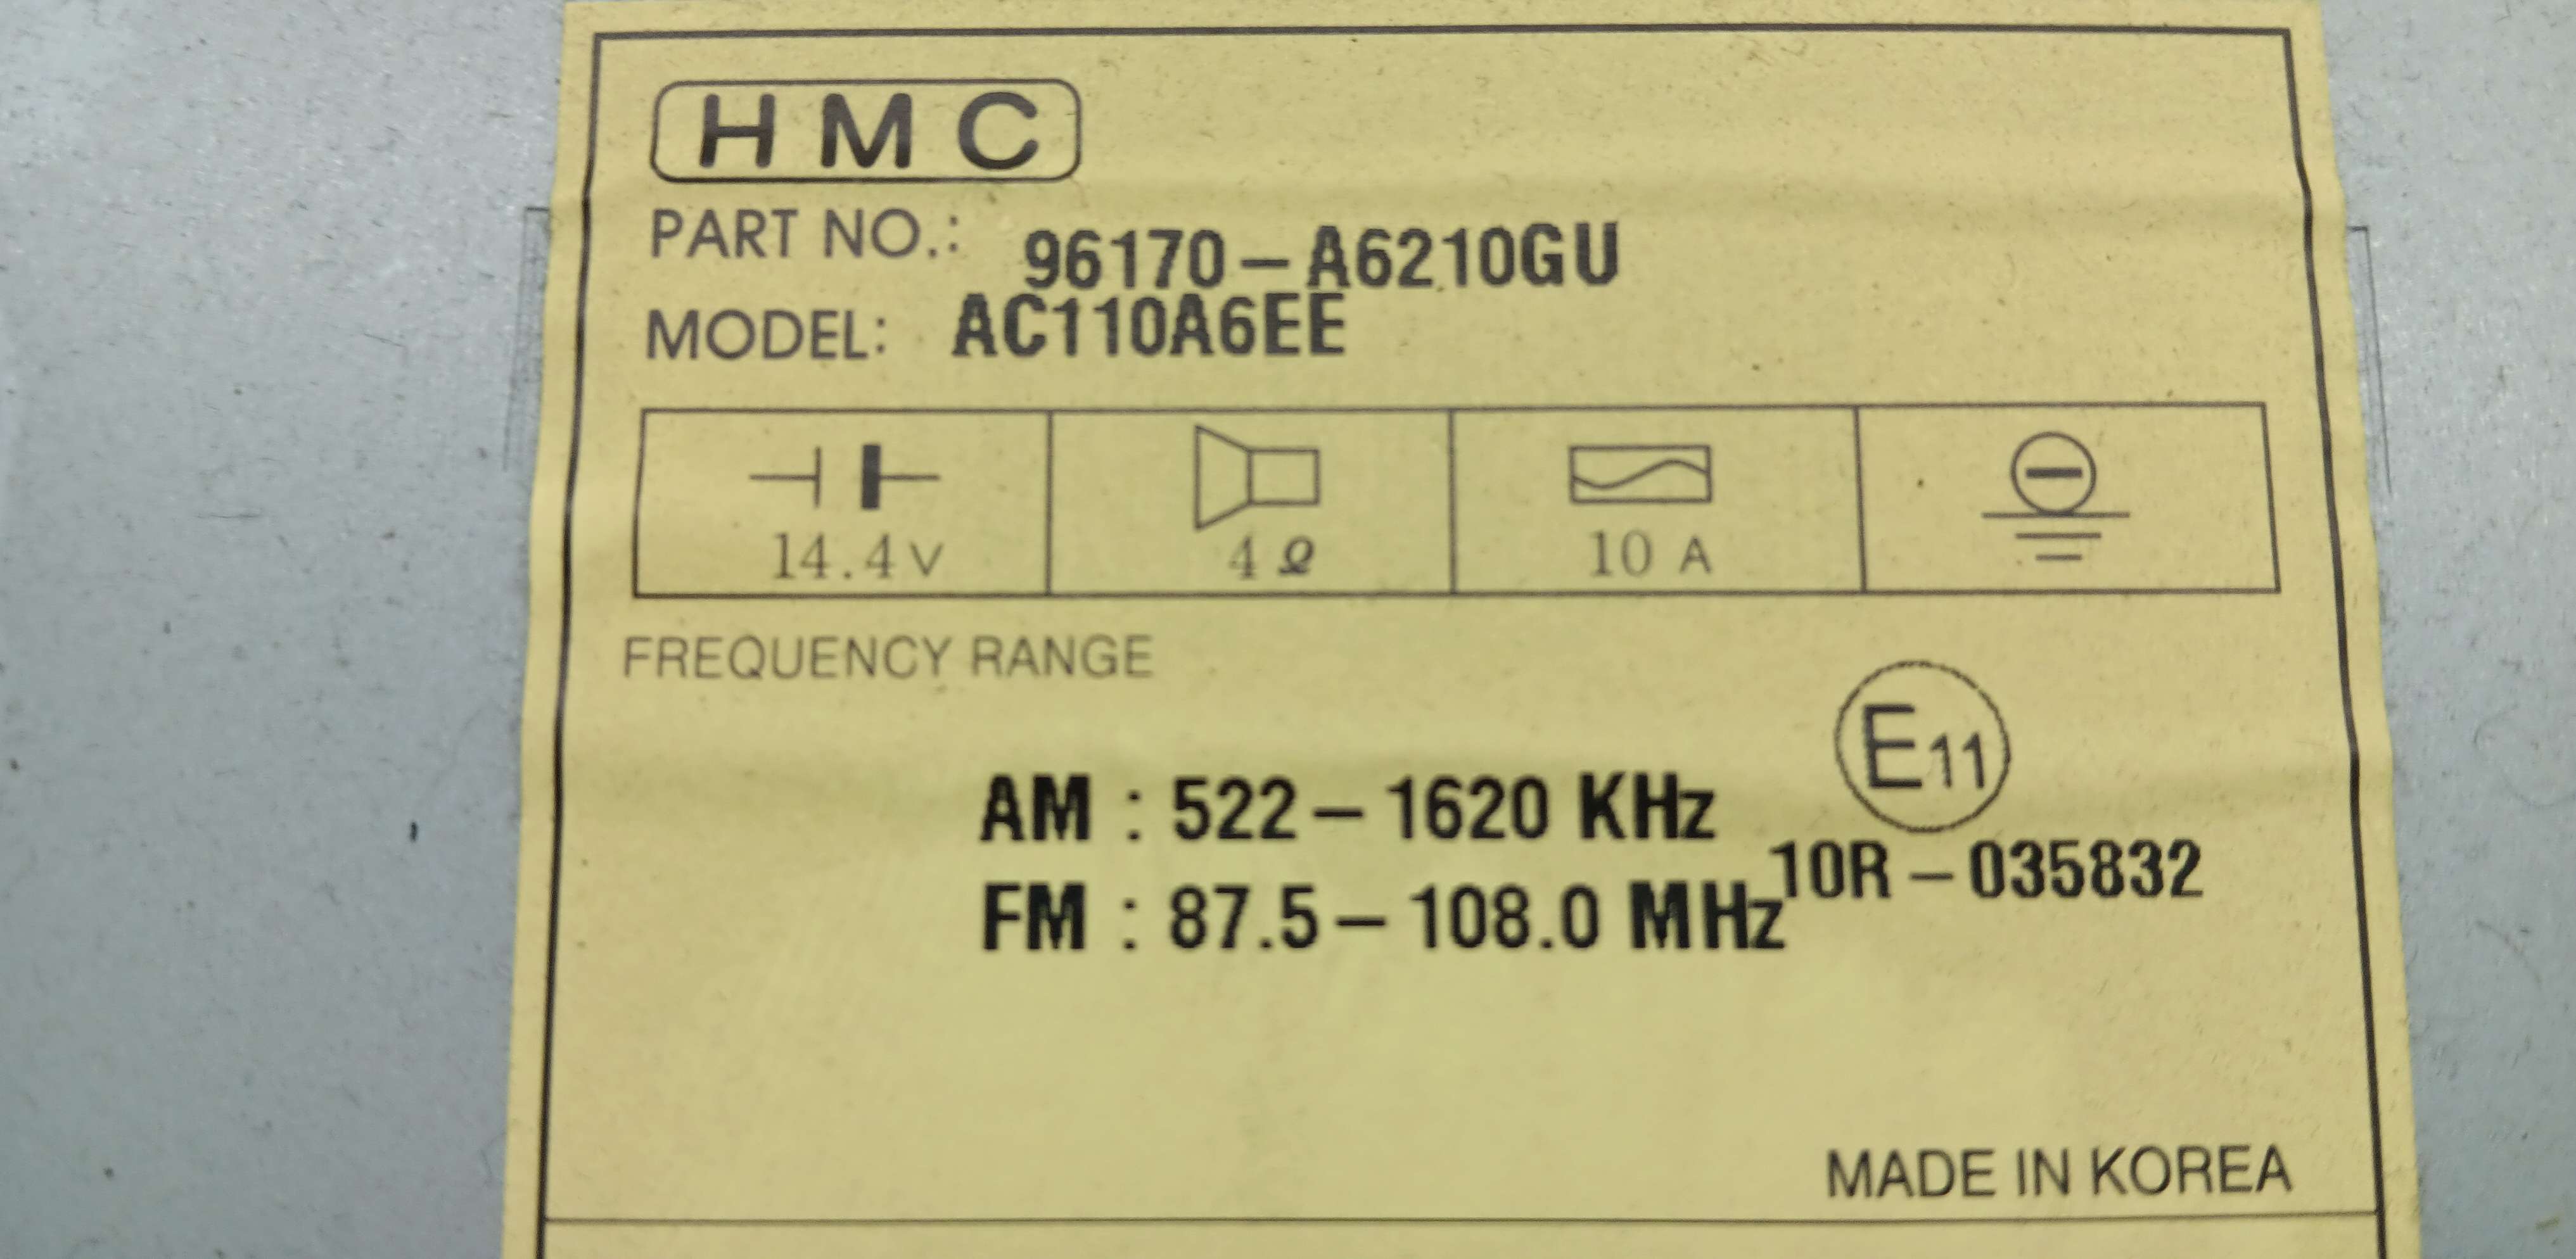 HMC
PART NO.: 96170-A6210GU
MODEL: AC110A6EE
14.4V 4Ω 10 A
FREQUENCY RANGE
E11
AM : 522-1620 KHz
10R-035832
FM : 87.5-108.0 MHz
MADE IN KOREA